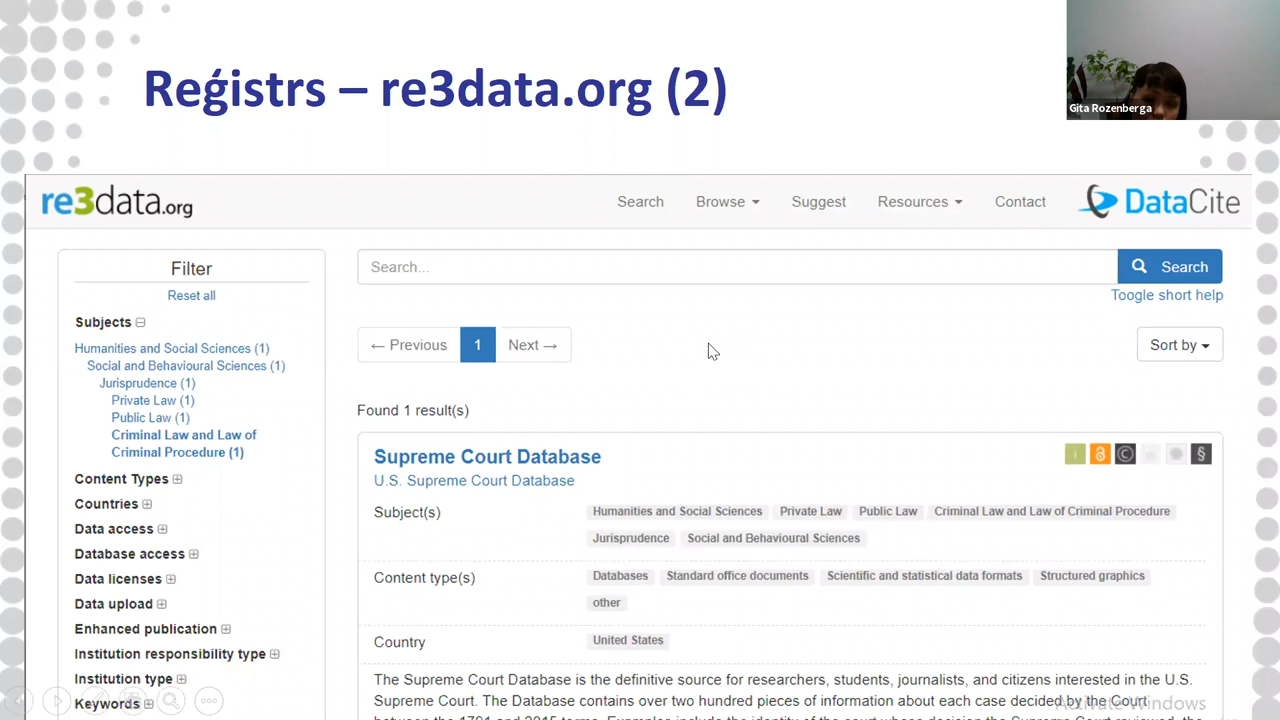 Reģistrs – re3data.org (2)
Gita Rozenberga
re3data.org
Search
Browse
Suggest
Resources
Contact
DataCite
Filter
Reset all
Subjects
Humanities and Social Sciences (1)
Social and Behavioural Sciences (1)
Jurisprudence (1)
Private Law (1)
Public Law (1)
Criminal Law and Law of
Criminal Procedure (1)
Content Types
Countries
Data access
Database access
Data licenses
Data upload
Enhanced publication
Institution responsibility type
Institution type
Keywords
Search...
Search
Toogle short help
← Previous
1
Next →
Sort by
Found 1 result(s)
Supreme Court Database
U.S. Supreme Court Database
Subject(s)
Humanities and Social Sciences
Private Law
Public Law
Criminal Law and Law of Criminal Procedure
Jurisprudence
Social and Behavioural Sciences
Content type(s)
Databases
Standard office documents
Scientific and statistical data formats
Structured graphics
other
Country
United States
The Supreme Court Database is the definitive source for researchers, students, journalists, and citizens interested in the U.S.
Supreme Court. The Database contains over two hundred pieces of information about each case decided by the Court
Activate Windows